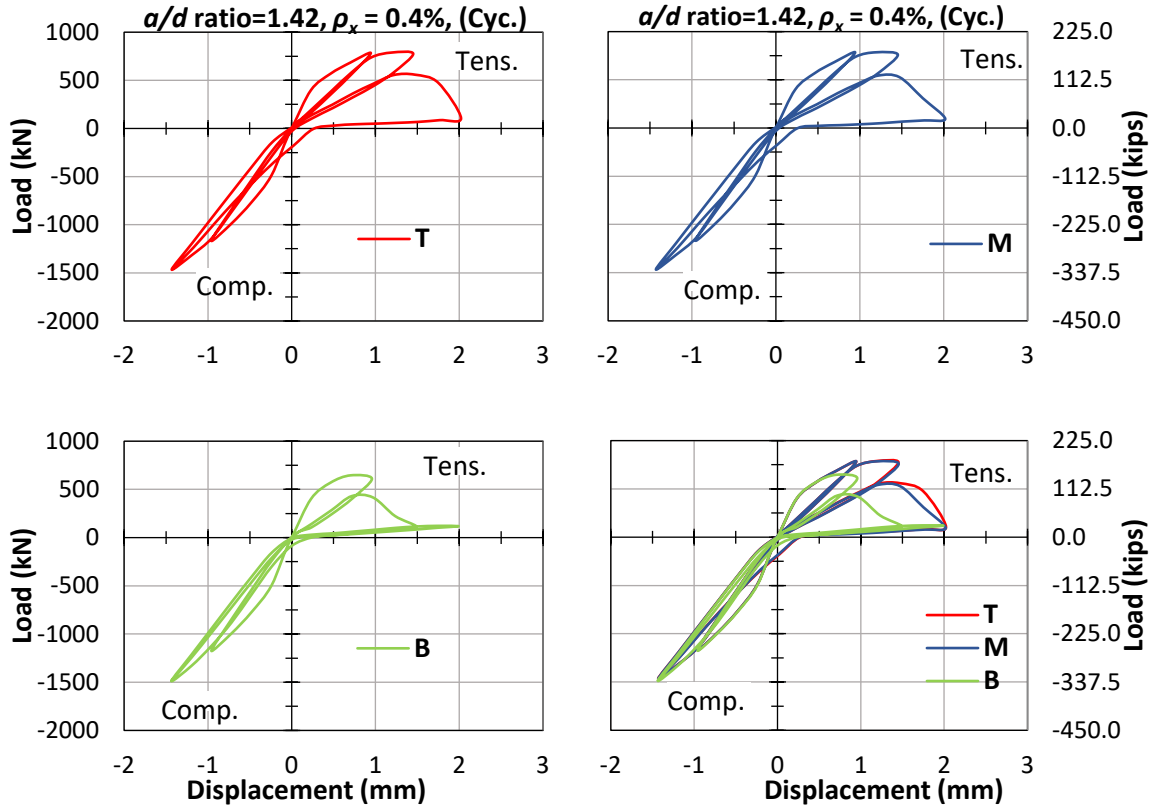 a/d ratio=1.42, ρx = 0.4%, (Cyc.)
a/d ratio=1.42, ρx = 0.4%, (Cyc.)
Load (kN)
1000
500
0
-500
-1000
-1500
-2000
Tens.
T
Comp.
-2 -1 0 1 2 3
Tens.
M
Comp.
225.0
112.5
0.0
-112.5
-225.0
-337.5
-450.0
Load (kips)
-2 -1 0 1 2 3
Load (kN)
1000
500
0
-500
-1000
-1500
-2000
Tens.
B
Comp.
-2 -1 0 1 2 3
Displacement (mm)
Tens.
T
M
B
Comp.
225.0
112.5
0.0
-112.5
-225.0
-337.5
-450.0
Load (kips)
-2 -1 0 1 2 3
Displacement (mm)